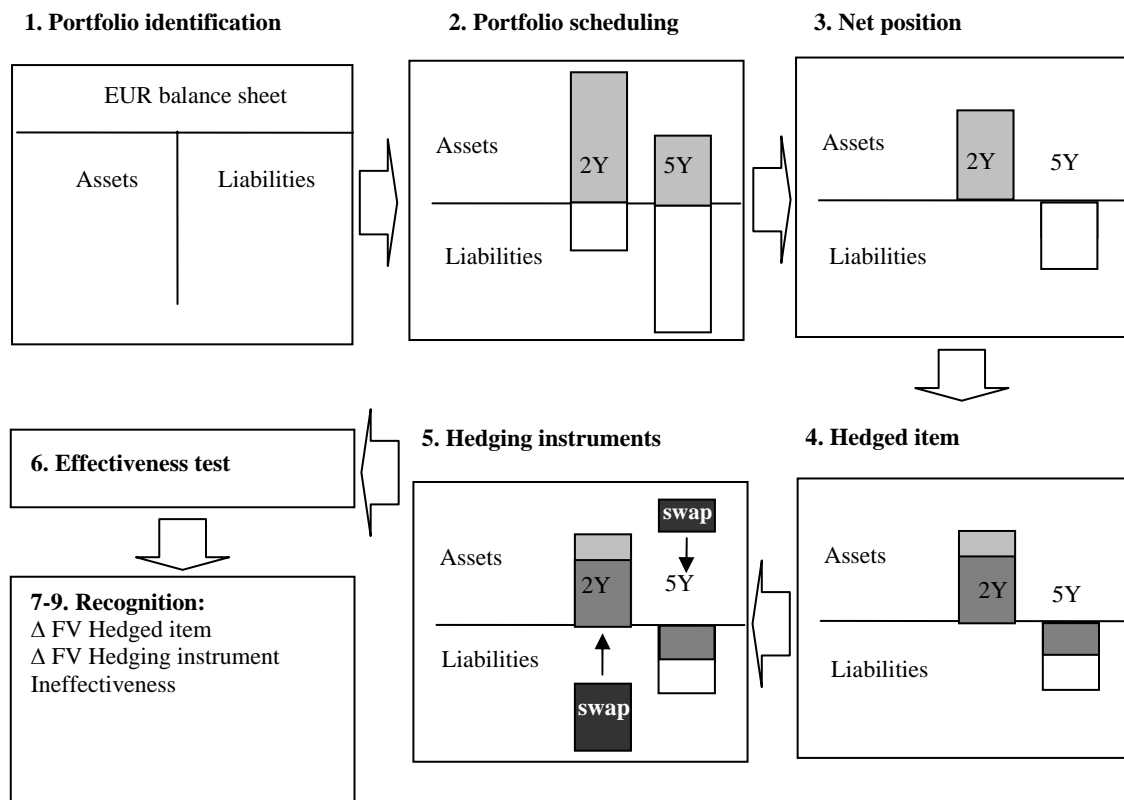 1. Portfolio identification
EUR balance sheet
Assets
Liabilities
2. Portfolio scheduling
Assets
2Y
5Y
Liabilities
3. Net position
Assets
2Y
5Y
Liabilities
4. Hedged item
Assets
2Y
5Y
Liabilities
5. Hedging instruments
swap
Assets
2Y
5Y
Liabilities
swap
6. Effectiveness test
7-9. Recognition:
Δ FV Hedged item
Δ FV Hedging instrument
Ineffectiveness